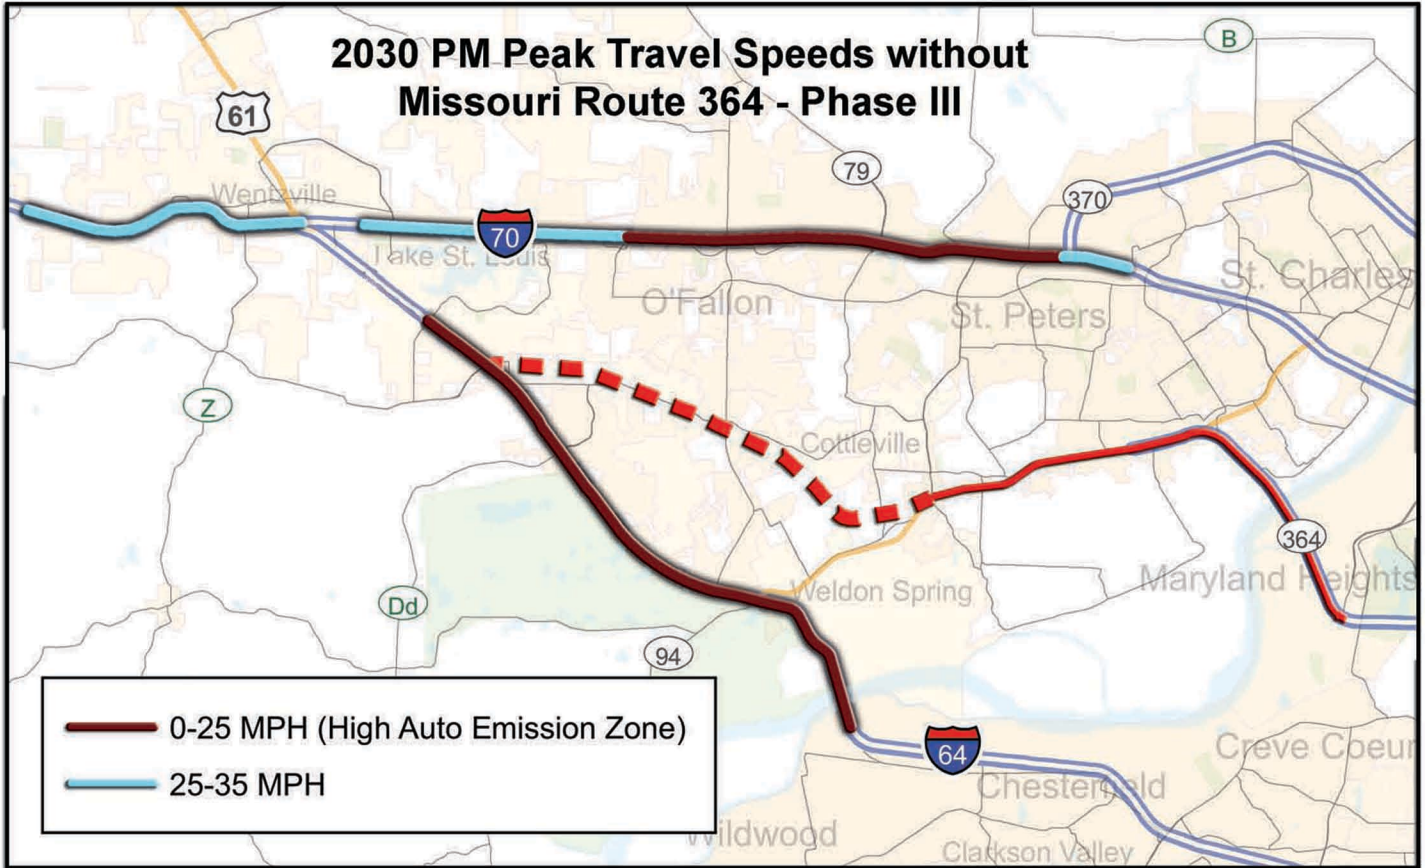 2030 PM Peak Travel Speeds without
Missouri Route 364 - Phase III
B
61
79
Wentzville
370
70
Lake St. Louis
St. Charles
O'Fallon
St. Peters
Z
Cottleville
364
Maryland Heights
Weldon Spring
Dd
94
0-25 MPH (High Auto Emission Zone)
64
Creve Coeur
25-35 MPH
Chesterfield
Wildwood
Clarkson Valley